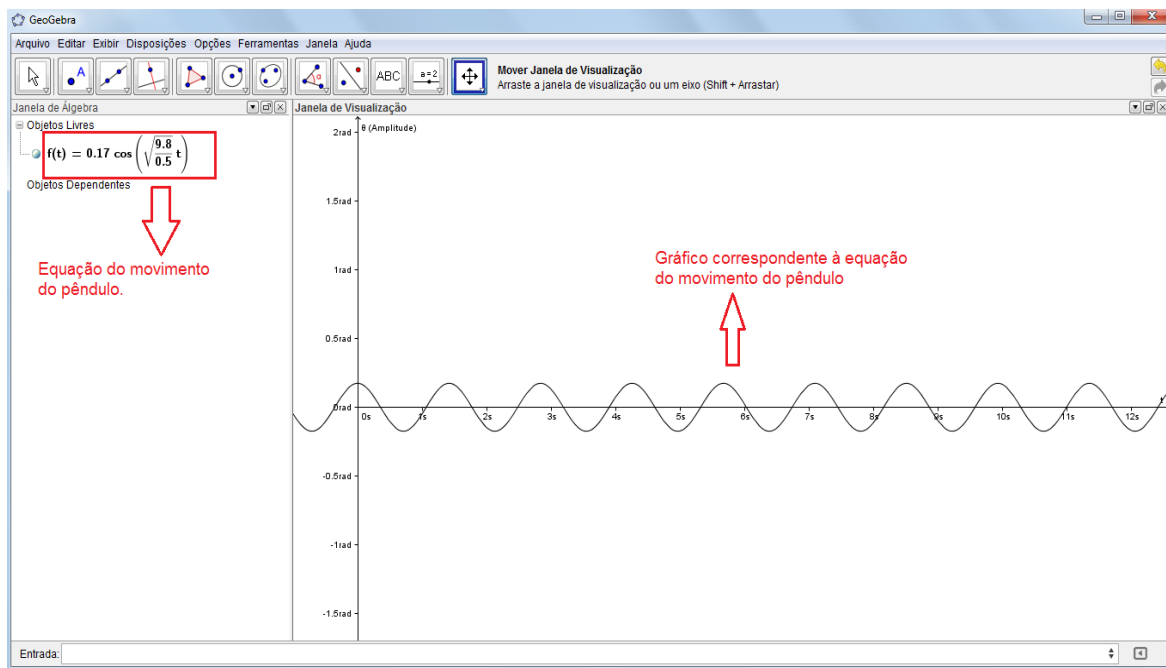 GeoGebra
Arquivo Editar Exibir Disposições Opções Ferramentas Janela Ajuda
A
α
ABC
a=2
Mover Janela de Visualização
Arraste a janela de visualização ou um eixo (Shift + Arrastar)
Janela de Álgebra
Janela de Visualização
Objetos Livres
f(t) = 0.17 cos(√(9.8/0.5) t)
Objetos Dependentes
Equação do movimento
do pêndulo.
θ (Amplitude)
2rad
1.5rad
1rad
0.5rad
0rad
-0.5rad
-1rad
-1.5rad
Gráfico correspondente à equação
do movimento do pêndulo
0s 1s 2s 3s 4s 5s 6s 7s 8s 9s 10s 11s 12s
t
Entrada: